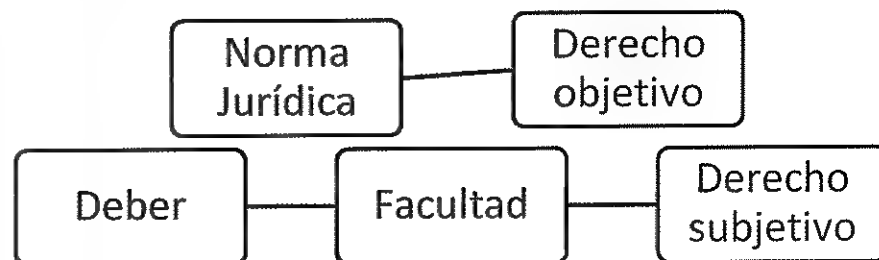 Norma
Jurídica
Derecho
objetivo
Deber
Facultad
Derecho
subjetivo